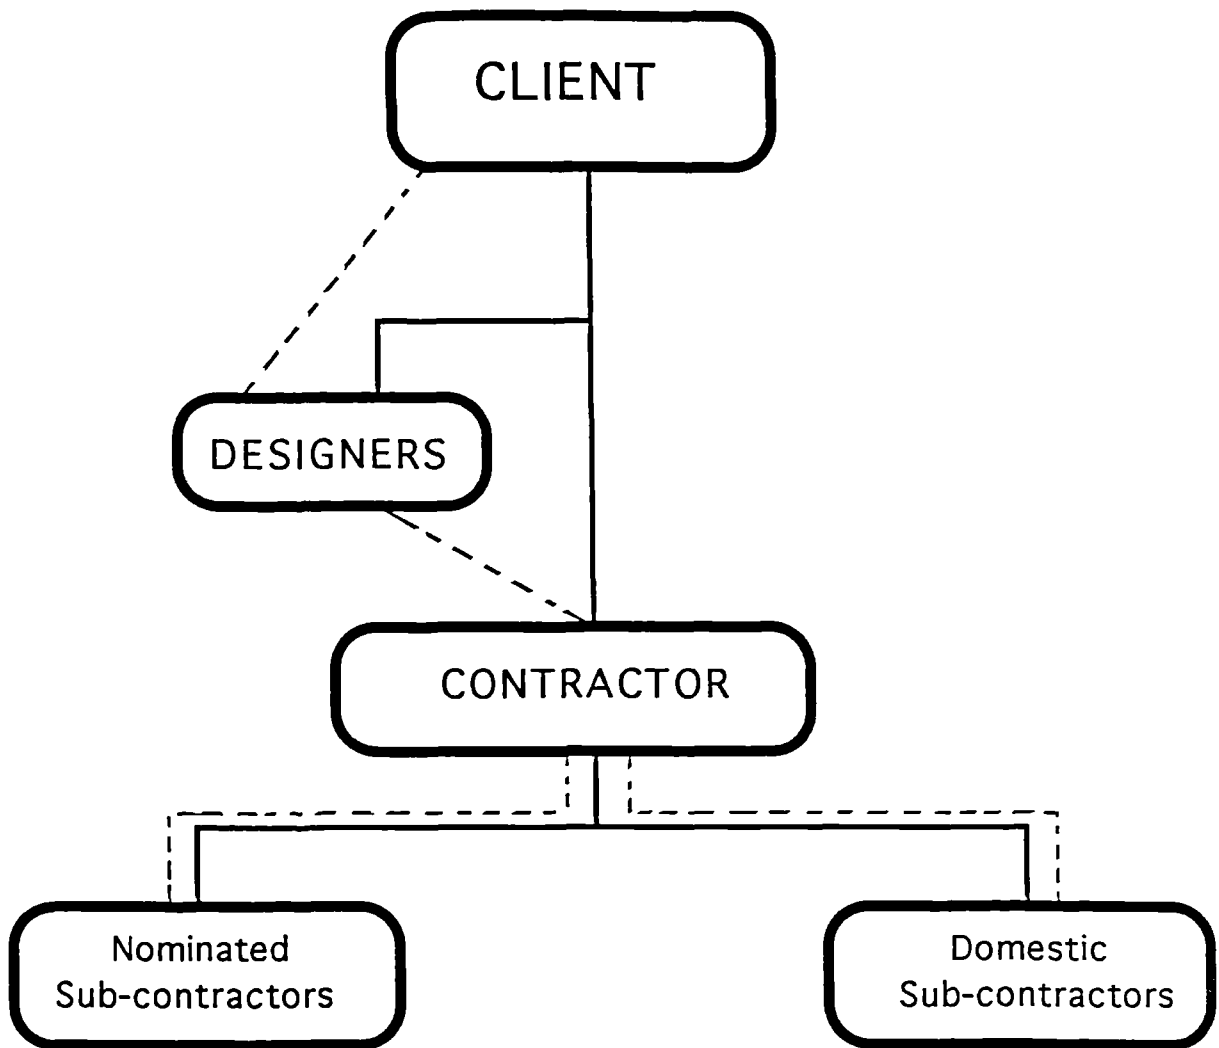 CLIENT
DESIGNERS
CONTRACTOR
Nominated
Sub-contractors
Domestic
Sub-contractors